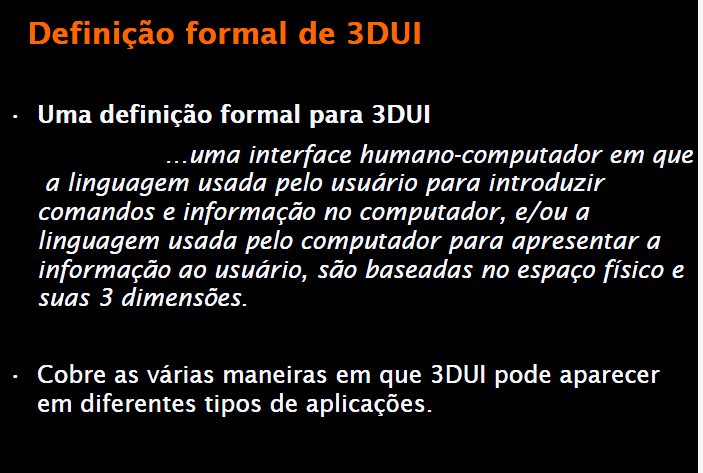 Definição formal de 3DUI
• Uma definição formal para 3DUI
...uma interface humano-computador em que
a linguagem usada pelo usuário para introduzir
comandos e informação no computador, e/ou a
linguagem usada pelo computador para apresentar a
informação ao usuário, são baseadas no espaço físico e
suas 3 dimensões.
• Cobre as várias maneiras em que 3DUI pode aparecer
em diferentes tipos de aplicações.